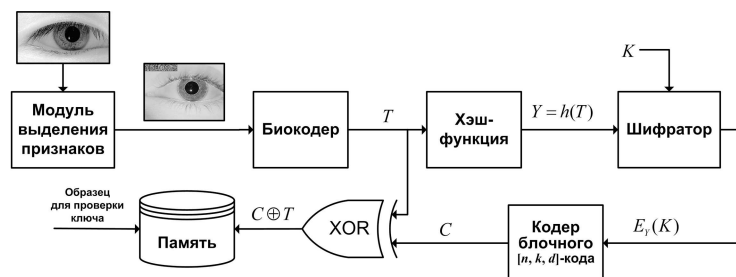 K
Модуль
выделения
признаков
Биокодер
T
Хэш-
функция
Y = h(T)
Шифратор
Образец
для проверки
ключа
Память
C⊕T
XOR
C
Кодер
блочного
[n, k, d]-кода
E_Y(K)